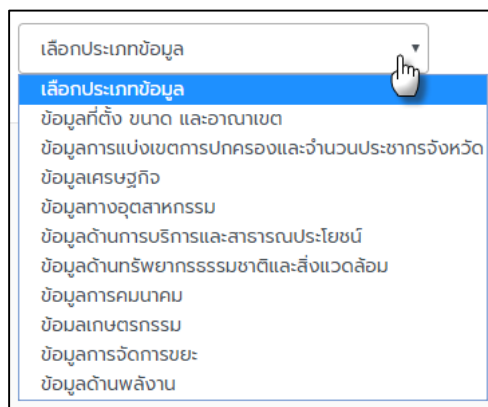 เลือกประเภทข้อมูล
เลือกประเภทข้อมูล
ข้อมูลที่ตั้ง ขนาด และอาณาเขต
ข้อมูลการแบ่งเขตการปกครองและจำนวนประชากรจังหวัด
ข้อมูลเศรษฐกิจ
ข้อมูลทางอุตสาหกรรม
ข้อมูลด้านการบริการและสาธารณประโยชน์
ข้อมูลด้านทรัพยากรธรรมชาติและสิ่งแวดล้อม
ข้อมูลการคมนาคม
ข้อมลเกษตรกรรม
ข้อมูลการจัดการขยะ
ข้อมูลด้านพลังงาน